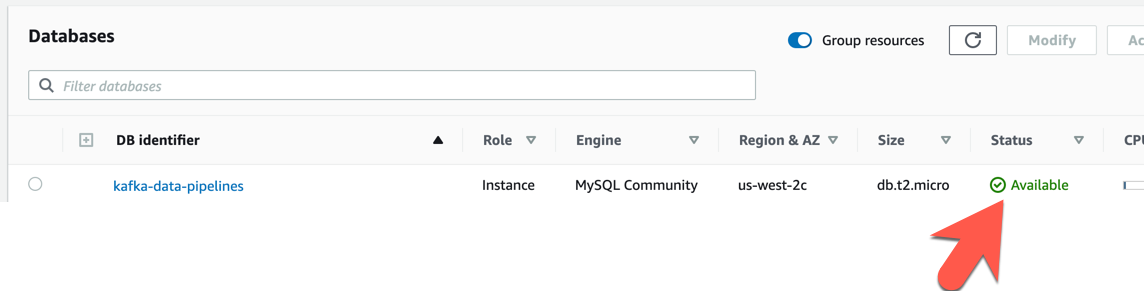 Databases
Group resources
Modify
Ac
Filter databases
DB identifier Role Engine Region & AZ Size Status CPU
kafka-data-pipelines Instance MySQL Community us-west-2c db.t2.micro Available